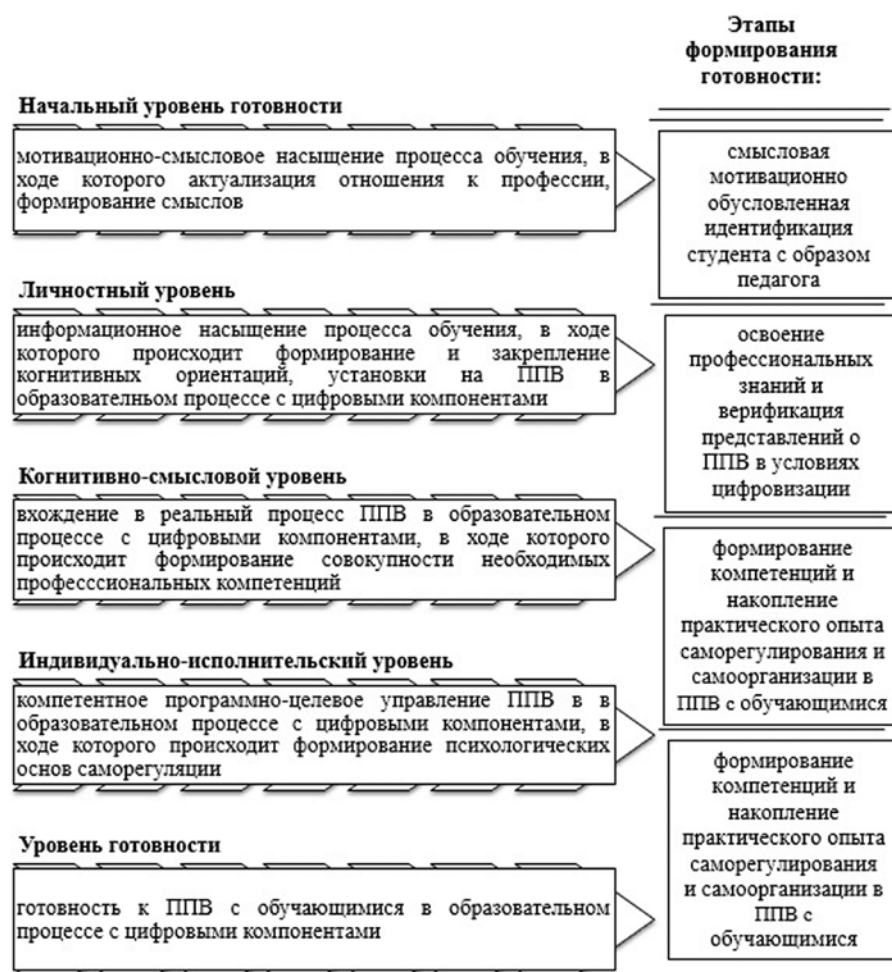 Этапы
формирования
готовности:
Начальный уровень готовности
мотивационно-смысловое насыщение процесса обучения, в
ходе которого актуализация отношения к профессии,
формирование смыслов
смысловая
мотивационно
обусловленная
идентификация
студента с образом
педагога
Личностный уровень
информационное насыщение процесса обучения, в ходе
которого происходит формирование и закрепление
когнитивных ориентаций, установки на ППВ в
образователньом процессе с цифровыми компонентами
освоение
профессиональных
знаний и
верификация
представлений о
ППВ в условиях
цифровизации
Когнитивно-смысловой уровень
вхождение в реальный процесс ППВ в образовательном
процессе с цифровыми компонентами, в ходе которого
происходит формирование совокупности необходимых
професссиональных компетенций
формирование
компетенций и
накопление
практического опыта
саморегулирования и
самоорганизации в
ППВ с обучающимися
Индивидуально-исполнительский уровень
компетентное программно-целевое управление ППВ в в
образовательном процессе с цифровыми компонентами, в
ходе которого происходит формирование психологических
основ саморегуляции
формирование
компетенций и
накопление
практического опыта
саморегулирования
и самоорганизации в
ППВ с
обучающимися
Уровень готовности
готовность к ППВ с обучающимися в образовательном
процессе с цифровыми компонентами